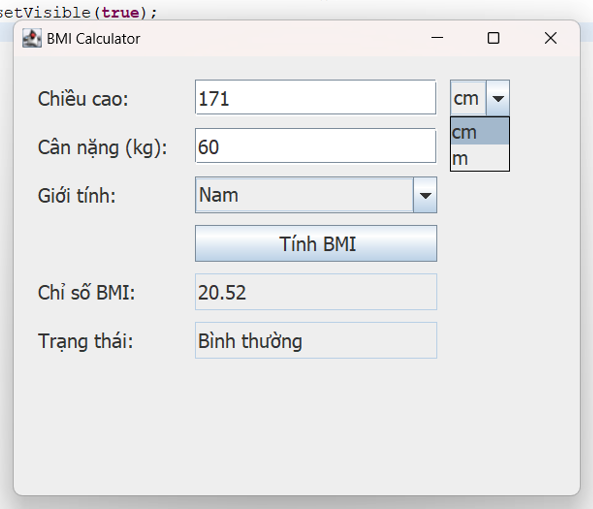 setVisible(true);
BMI Calculator
Chiều cao: 171 cm
cm
m
Cân nặng (kg): 60
Giới tính: Nam
Tính BMI
Chỉ số BMI: 20.52
Trạng thái: Bình thường